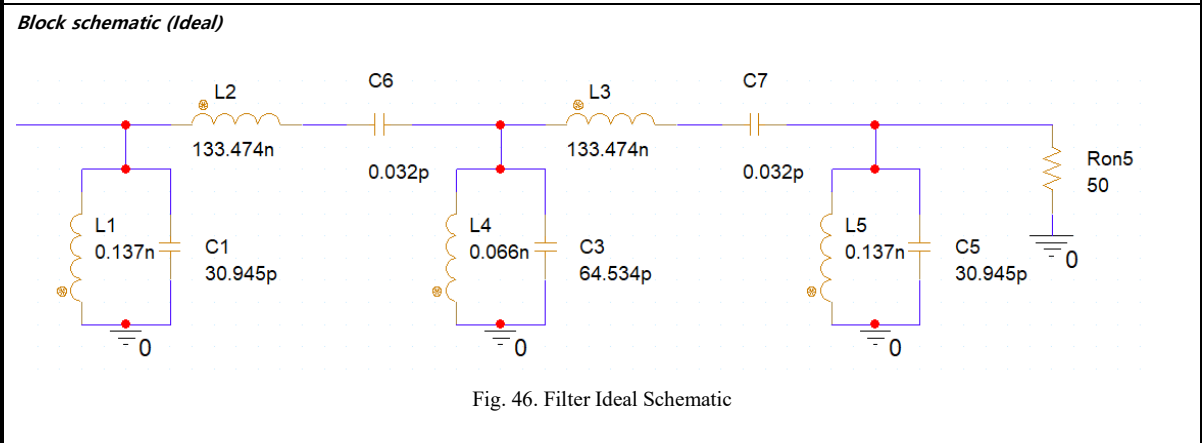 Block schematic (Ideal)
C6
C7
L2
L3
133.474n
133.474n
0.032p
0.032p
Ron5
50
L1
0.137n
C1
30.945p
L4
0.066n
C3
64.534p
L5
0.137n
C5
30.945p
0
0
0
0
Fig. 46. Filter Ideal Schematic